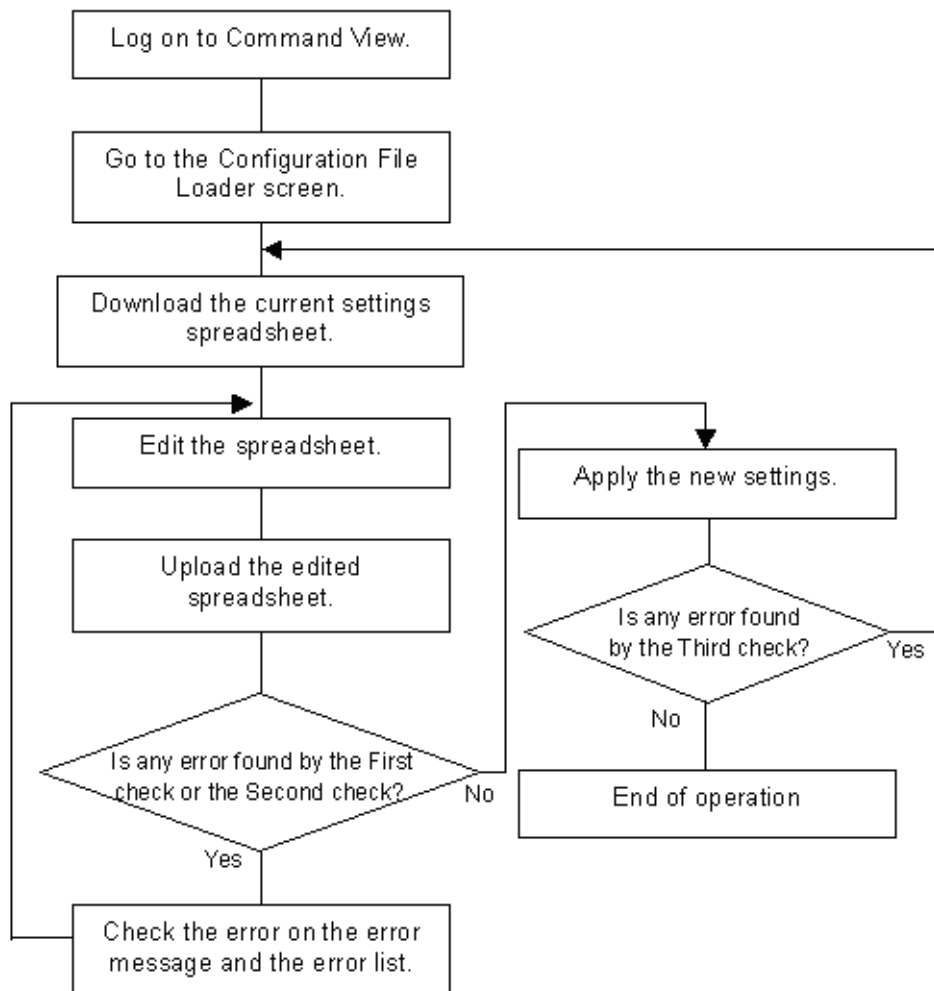 Log on to Command View.
Go to the Configuration File
Loader screen.
Download the current settings
spreadsheet.
Edit the spreadsheet.
Upload the edited
spreadsheet.
Is any error found by the First
check or the Second check?
No
Yes
Check the error on the error
message and the error list.
Apply the new settings.
Is any error found
by the Third check?
Yes
No
End of operation